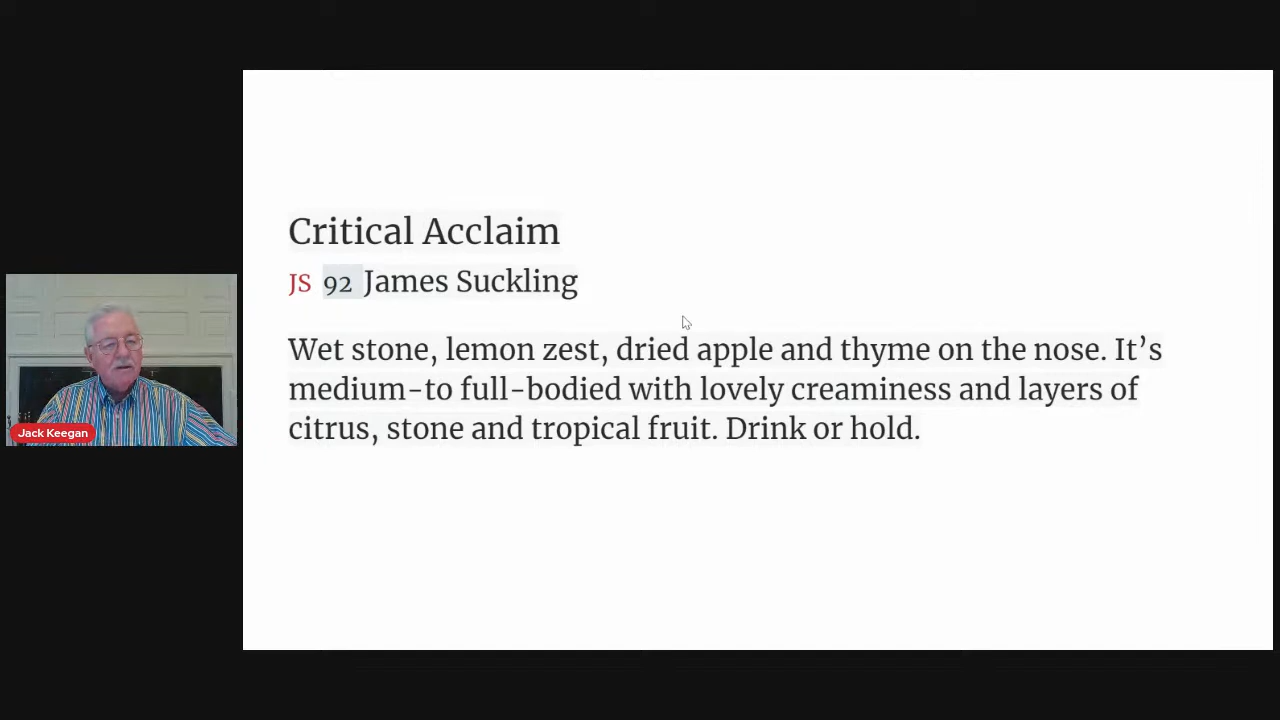 Critical Acclaim
JS 92 James Suckling
Wet stone, lemon zest, dried apple and thyme on the nose. It’s
medium-to full-bodied with lovely creaminess and layers of
citrus, stone and tropical fruit. Drink or hold.
Jack Keegan